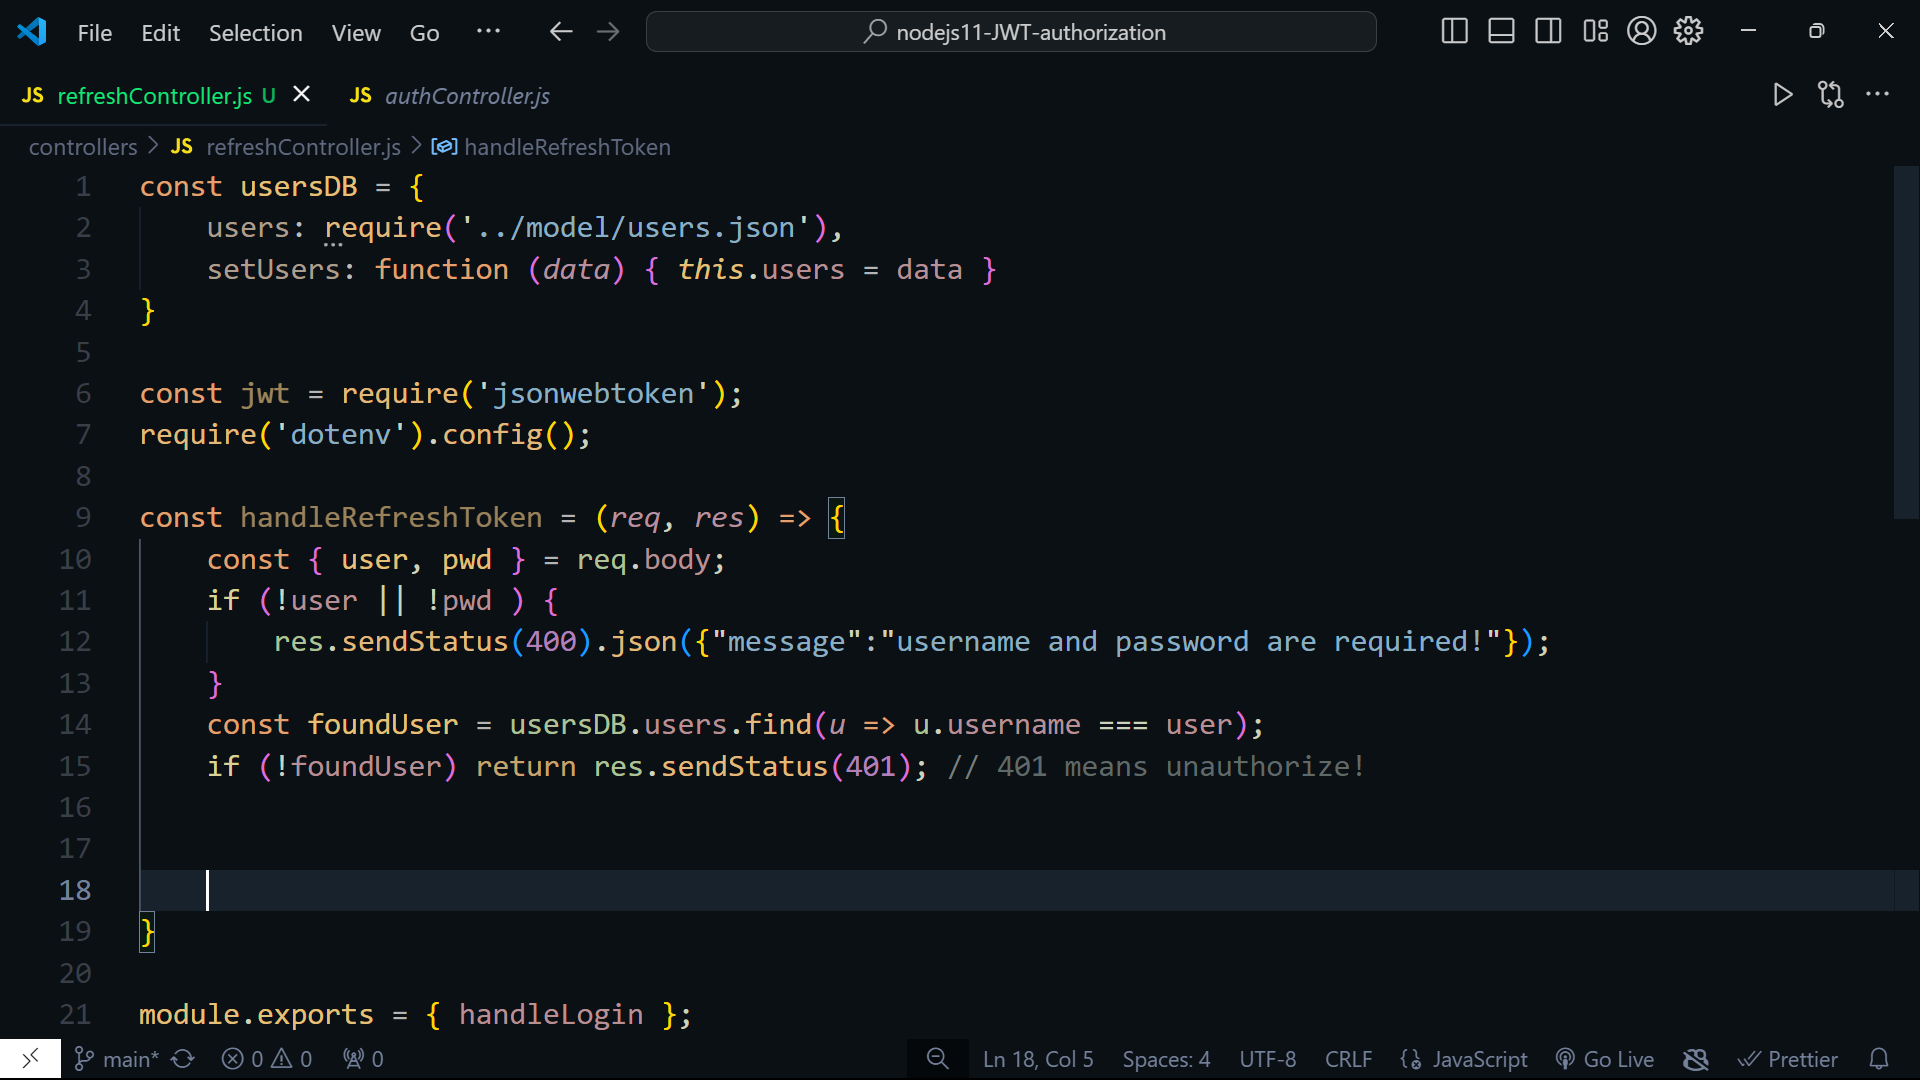 File Edit Selection View Go ··· nodejs11-JWT-authorization
JS refreshController.js U JS authController.js
controllers > JS refreshController.js > handleRefreshToken
1 const usersDB = {
2     users: require('../model/users.json'),
3     setUsers: function (data) { this.users = data }
4 }
5
6 const jwt = require('jsonwebtoken');
7 require('dotenv').config();
8
9 const handleRefreshToken = (req, res) => {
10     const { user, pwd } = req.body;
11     if (!user || !pwd ) {
12         res.sendStatus(400).json({"message":"username and password are required!"});
13     }
14     const foundUser = usersDB.users.find(u => u.username === user);
15     if (!foundUser) return res.sendStatus(401); // 401 means unauthorize!
16
17
18
19 }
20
21 module.exports = { handleLogin };
main* 0 0 0 Ln 18, Col 5 Spaces: 4 UTF-8 CRLF {} JavaScript Go Live Prettier